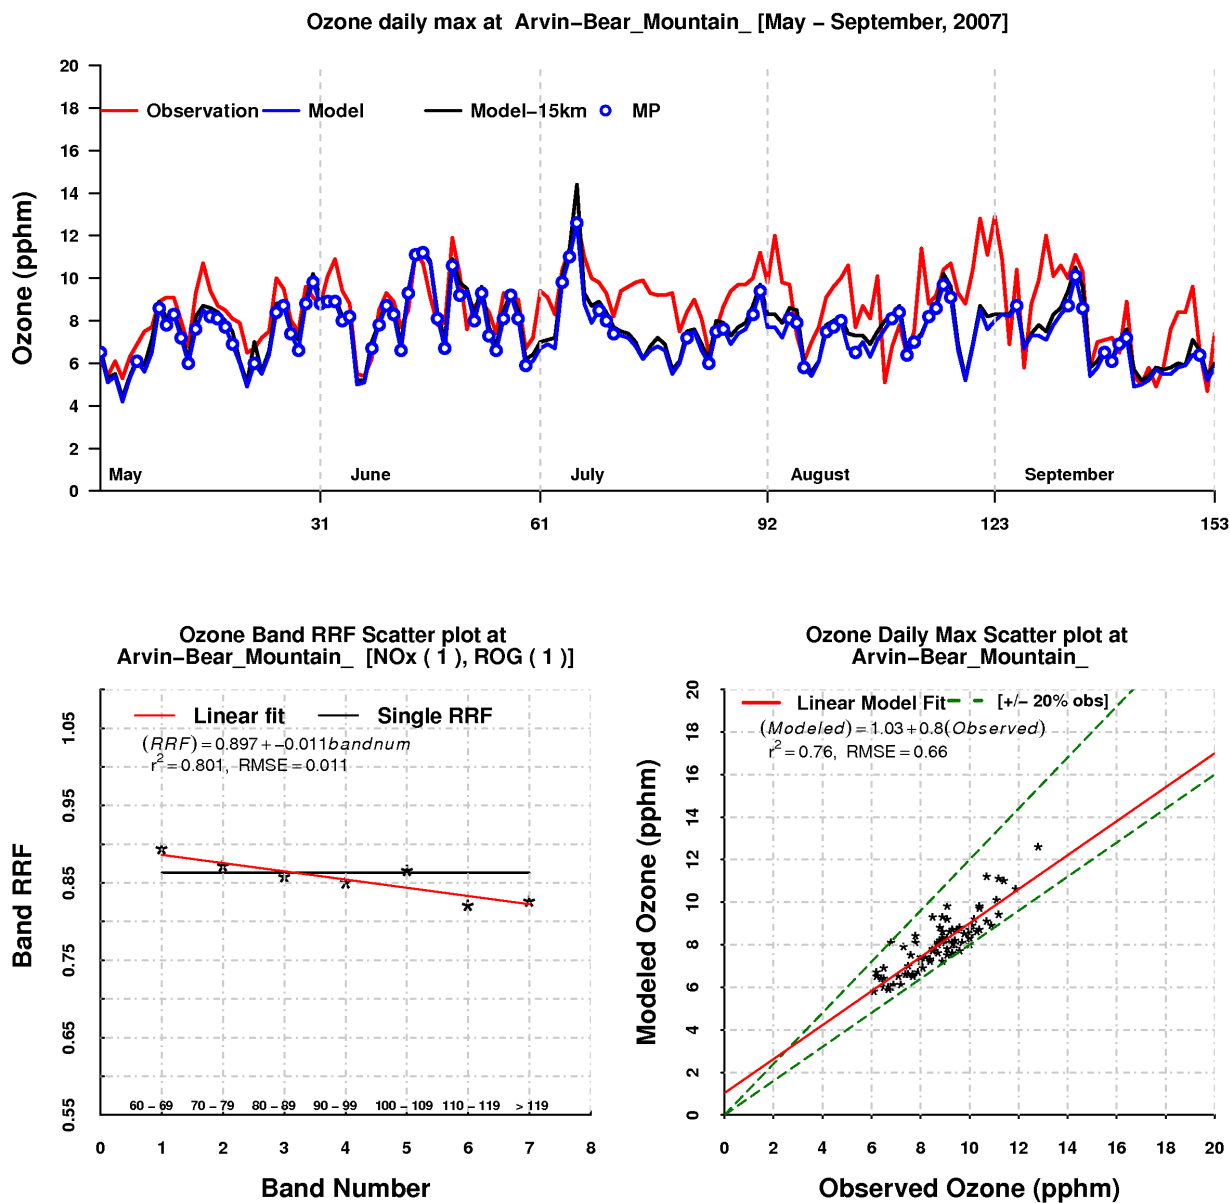 Ozone daily max at Arvin−Bear_Mountain_ [May − September, 2007]
20
18
16
14
12
10
8
6
4
2
0
Ozone (pphm)
Observation Model Model−15km MP
May June July August September
31 61 92 123 153
Ozone Band RRF Scatter plot at
Arvin−Bear_Mountain_ [NOx ( 1 ), ROG ( 1 )]
Linear fit Single RRF
(RRF) = 0.897 + −0.011bandnum
r2 = 0.801, RMSE = 0.011
1.05
0.95
0.85
0.75
0.65
0.55
Band RRF
60 − 69 70 − 79 80 − 89 90 − 99 100 − 109 110 − 119 > 119
0 1 2 3 4 5 6 7 8
Band Number
Ozone Daily Max Scatter plot at
Arvin−Bear_Mountain_
Linear Model Fit [+/− 20% obs]
(Modeled) = 1.03 + 0.8(Observed)
r2 = 0.76, RMSE = 0.66
20
18
16
14
12
10
8
6
4
2
0
Modeled Ozone (pphm)
0 2 4 6 8 10 12 14 16 18 20
Observed Ozone (pphm)